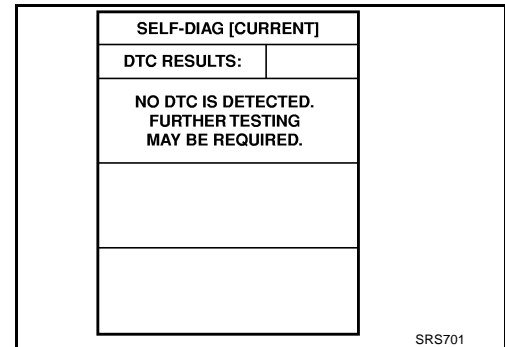 SELF-DIAG [CURRENT]
DTC RESULTS:
NO DTC IS DETECTED.
FURTHER TESTING
MAY BE REQUIRED.
SRS701